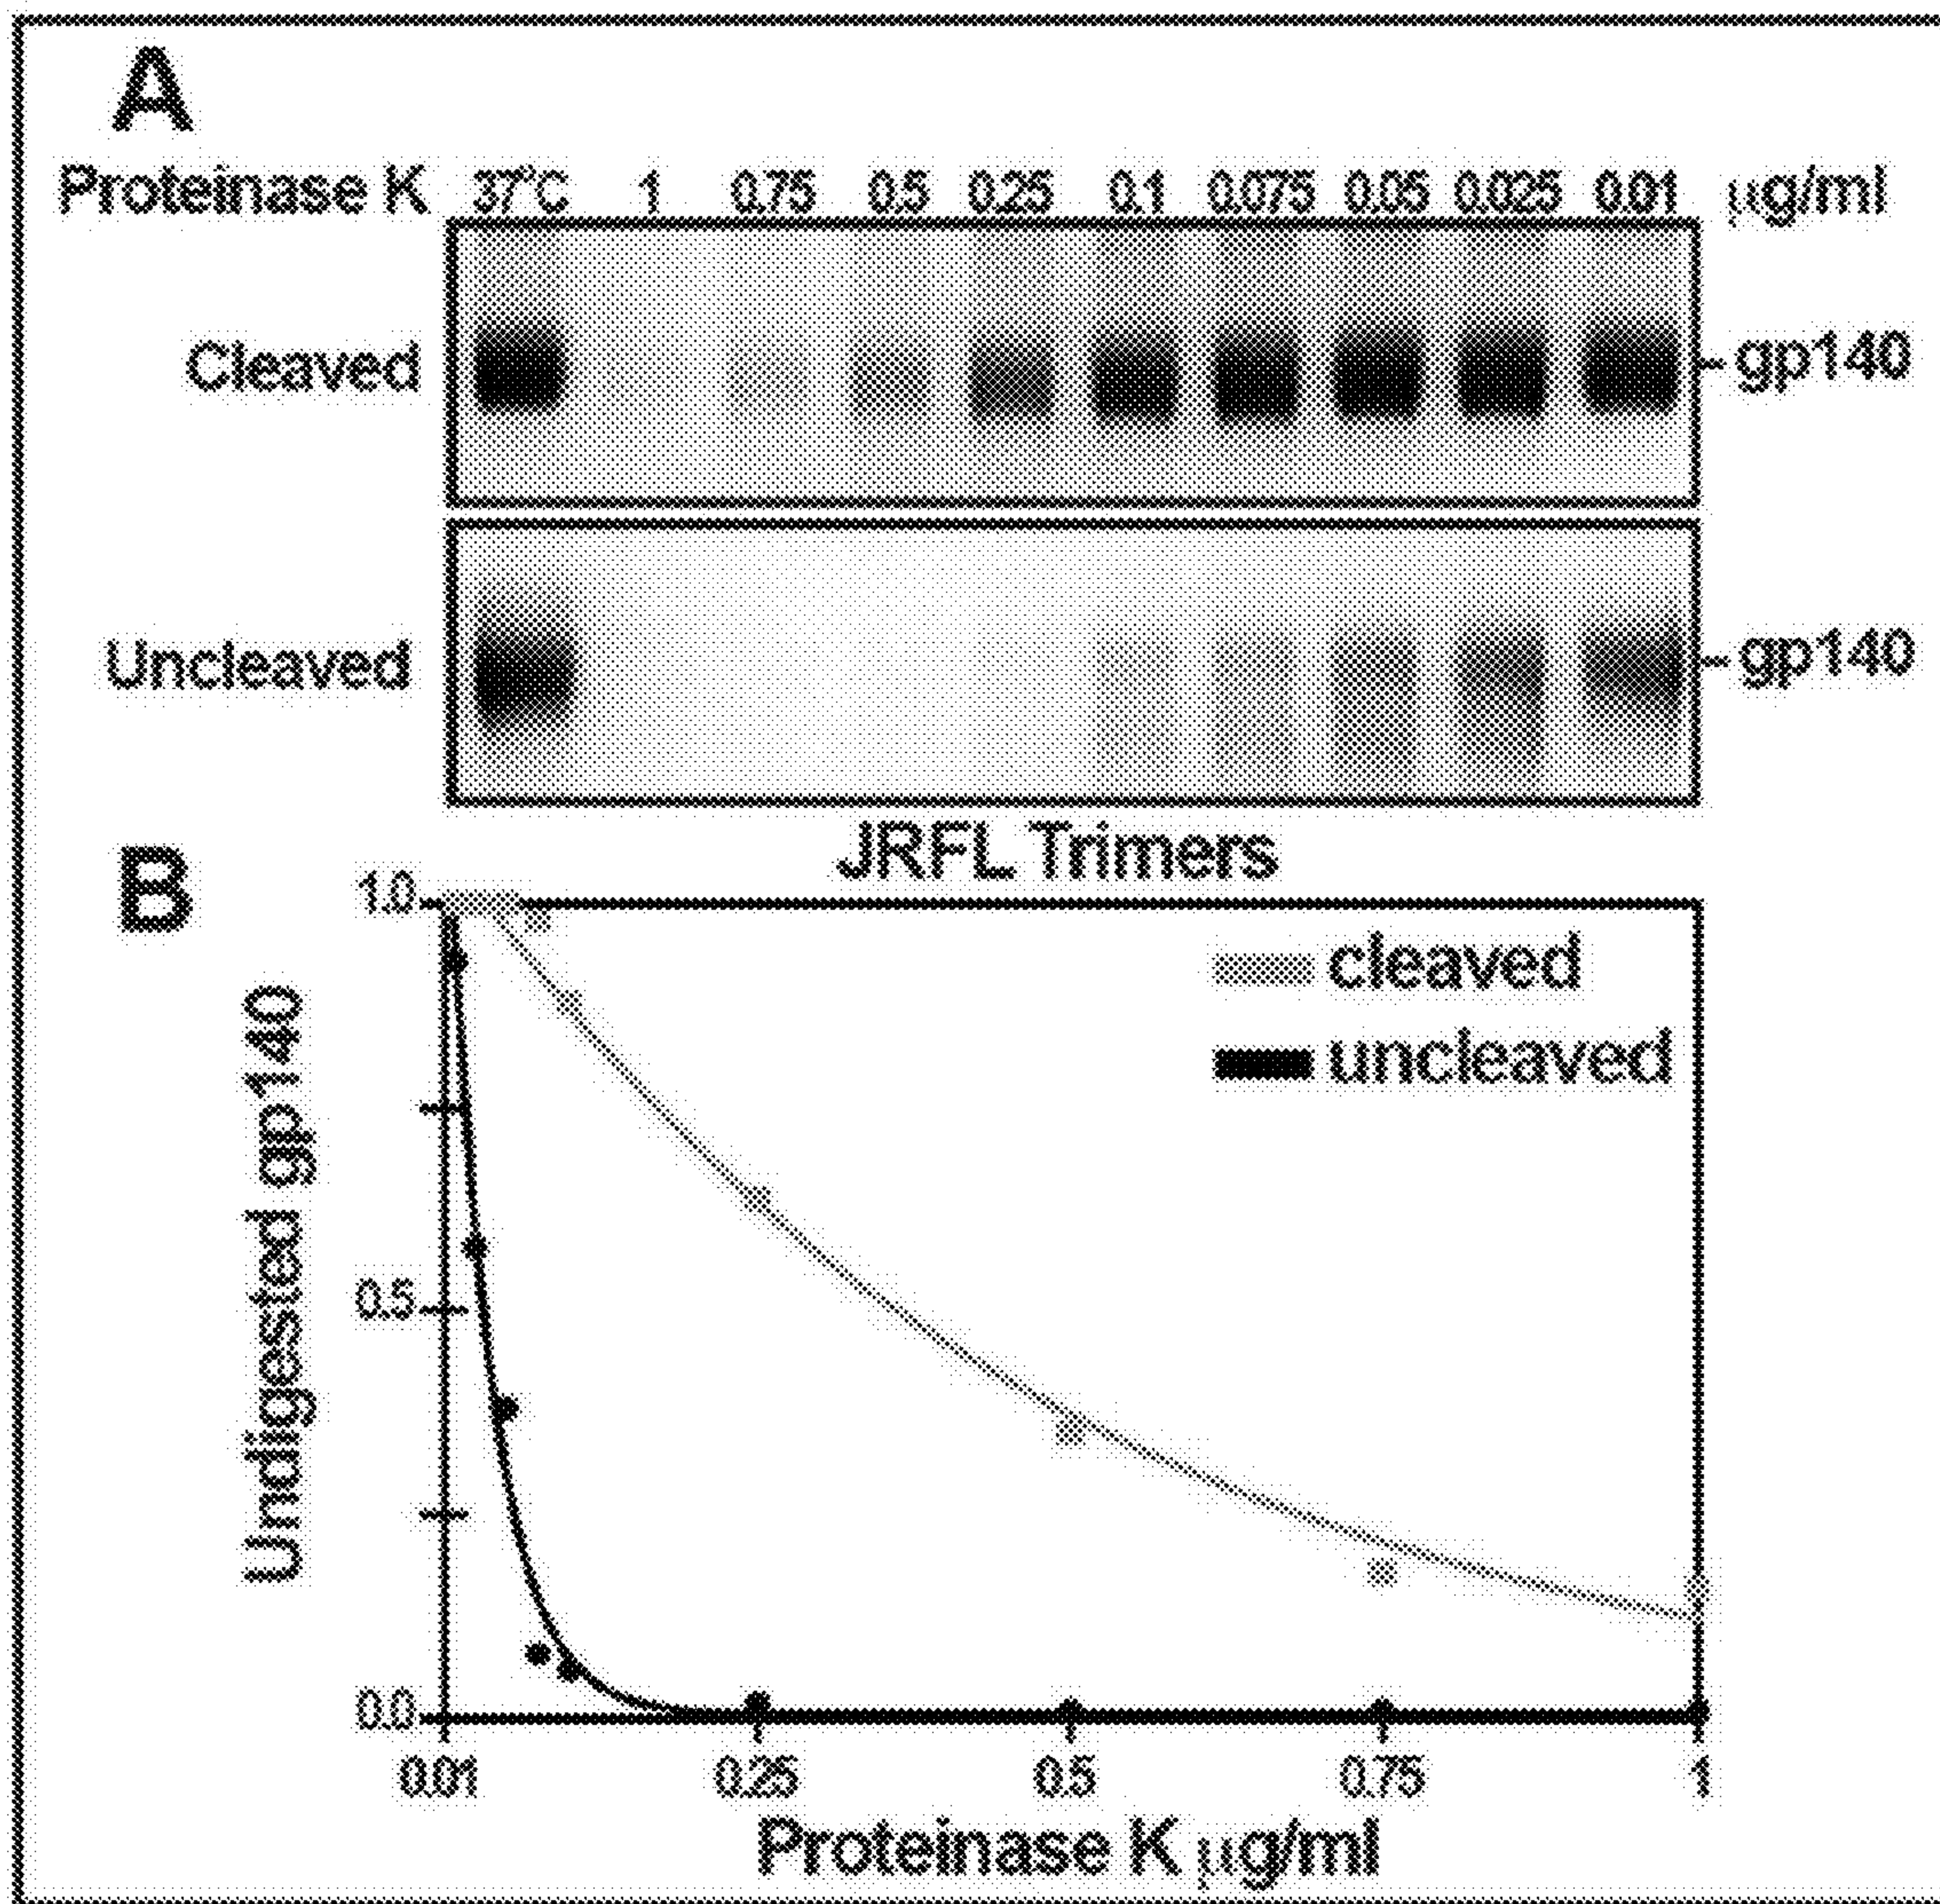 A
Proteinase K 37°C 1 0.75 0.5 0.25 0.1 0.075 0.05 0.025 0.01 μg/ml
Cleaved
gp140
Uncleaved
gp140
JRFL Trimers
B
1.0
cleaved
uncleaved
Undigested gp140
0.5
0.0
0.01 0.25 0.5 0.75 1
Proteinase K μg/ml